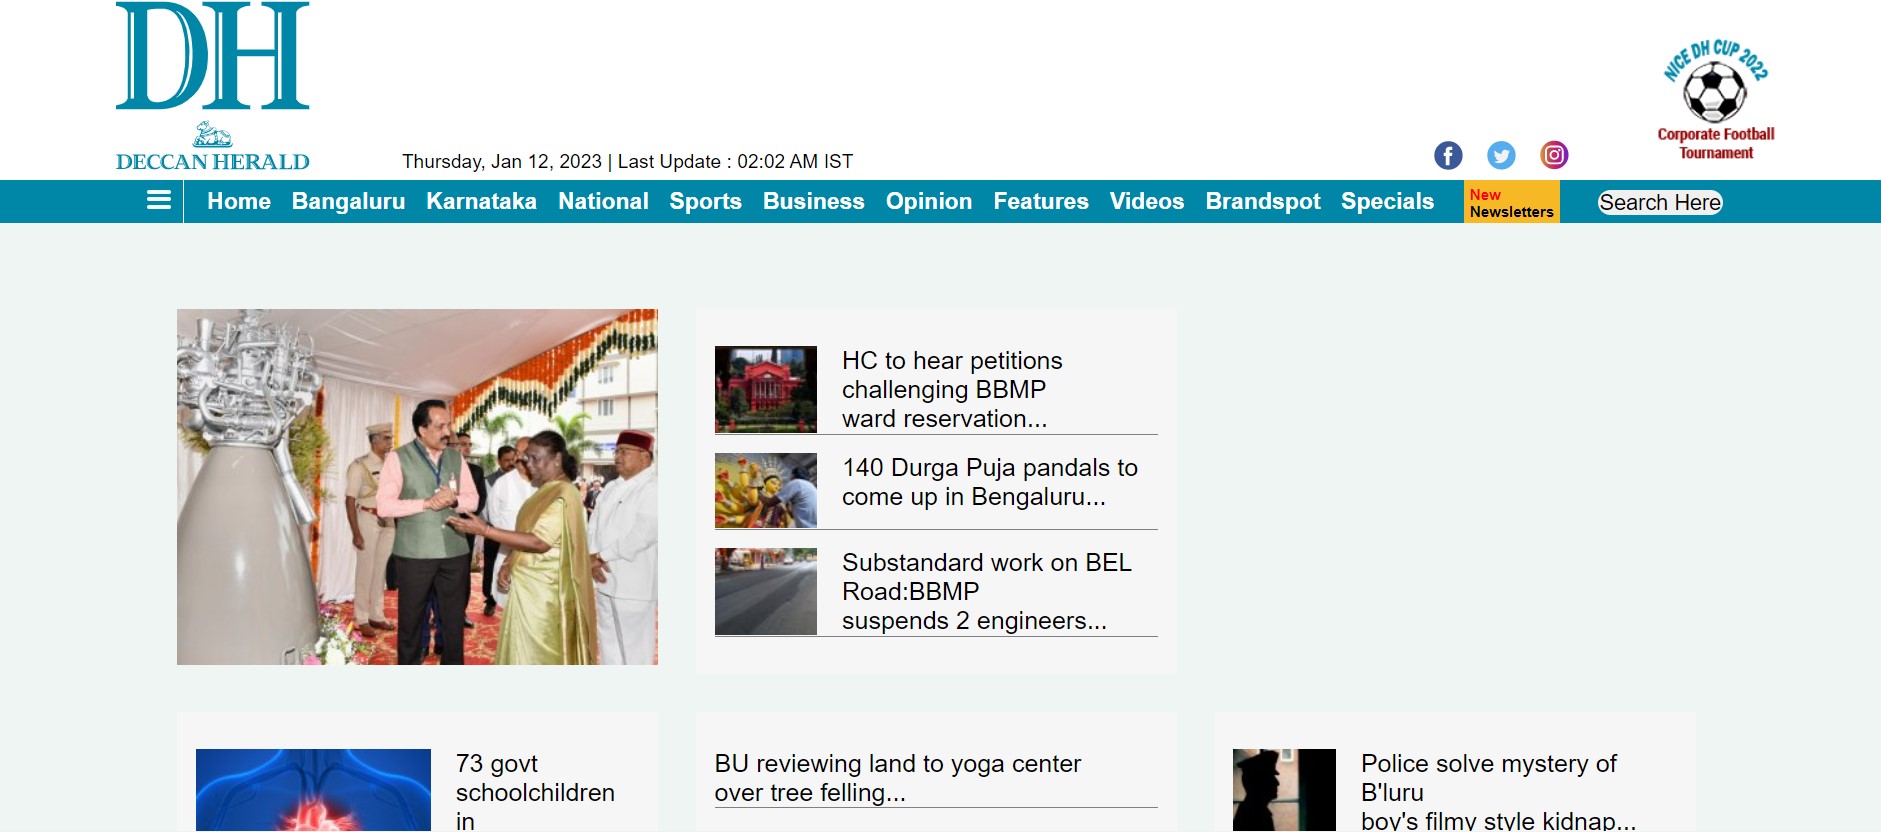 DH
DECCAN HERALD
Thursday, Jan 12, 2023 | Last Update : 02:02 AM IST
NICE DH CUP 2022
Corporate Football
Tournament
Home Bangaluru Karnataka National Sports Business Opinion Features Videos Brandspot Specials
New
Newsletters
Search Here
HC to hear petitions
challenging BBMP
ward reservation...
140 Durga Puja pandals to
come up in Bengaluru...
Substandard work on BEL
Road:BBMP
suspends 2 engineers...
73 govt
schoolchildren
in
BU reviewing land to yoga center
over tree felling...
Police solve mystery of
B'luru
boy's filmy style kidnap...